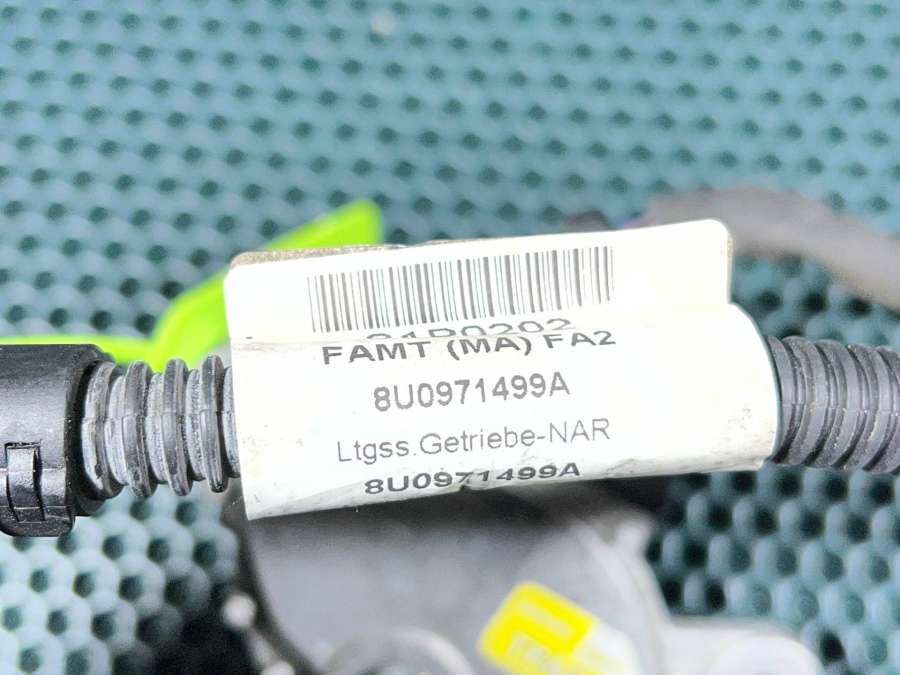 FAMT (MA) FA2
8U0971499A
Ltgss.Getriebe-NAR
8U0971499A